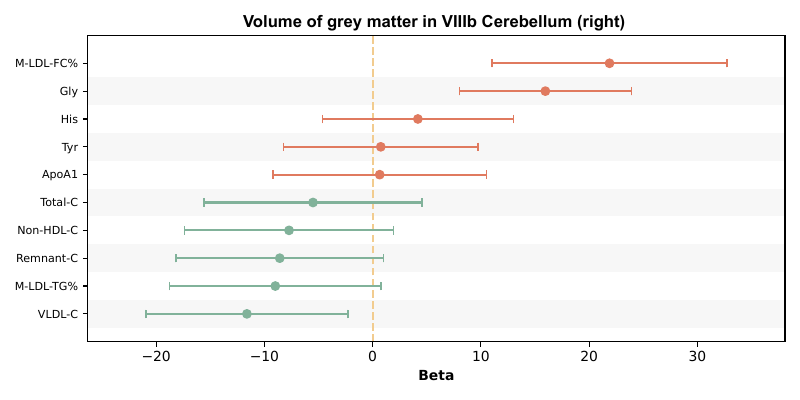 Volume of grey matter in VIIIb Cerebellum (right)
M-LDL-FC%
Gly
His
Tyr
ApoA1
Total-C
Non-HDL-C
Remnant-C
M-LDL-TG%
VLDL-C
−20 −10 0 10 20 30
Beta